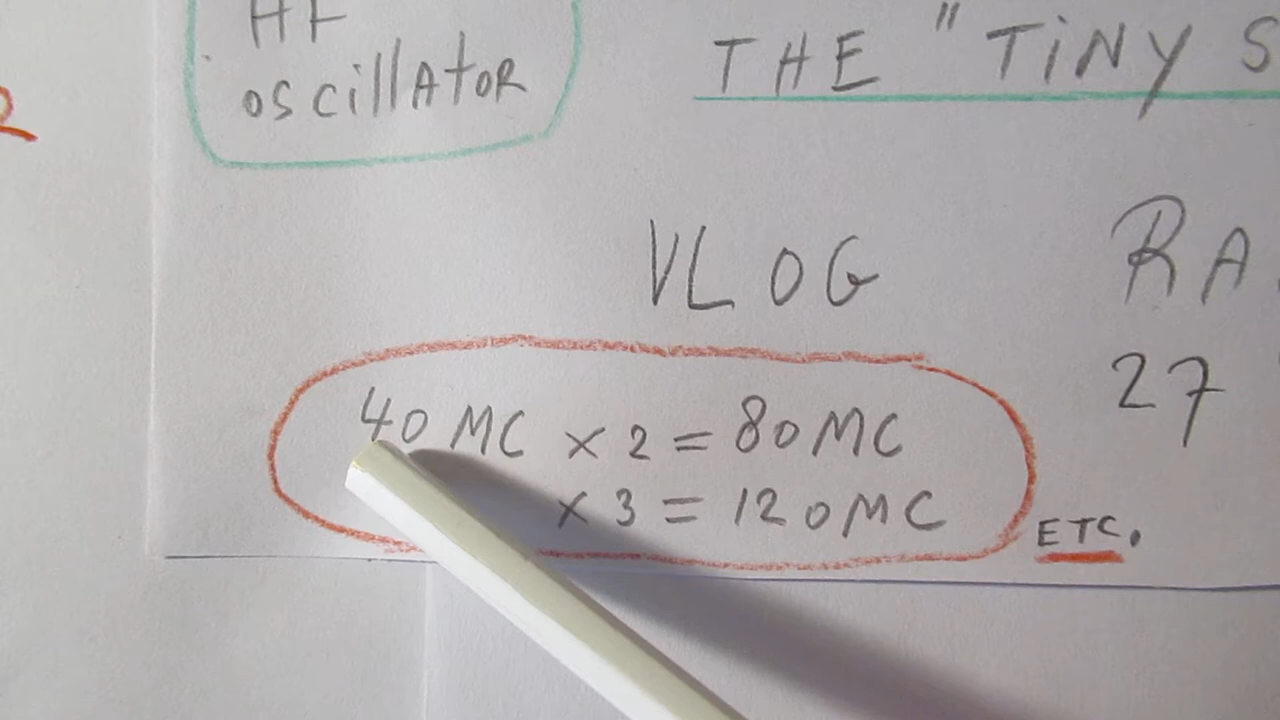 HF
oscillAtoR
THE "TiNY S
VLOG
RA
27
40 MC × 2 = 80 MC
× 3 = 120 MC
ETC.